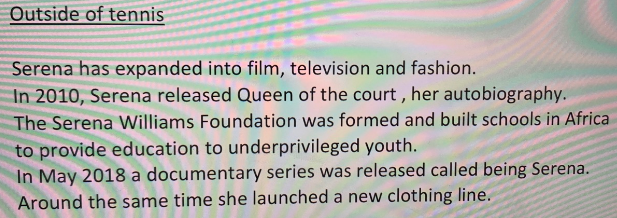 Outside of tennis
Serena has expanded into film, television and fashion.
In 2010, Serena released Queen of the court , her autobiography.
The Serena Williams Foundation was formed and built schools in Africa
to provide education to underprivileged youth.
In May 2018 a documentary series was released called being Serena.
Around the same time she launched a new clothing line.